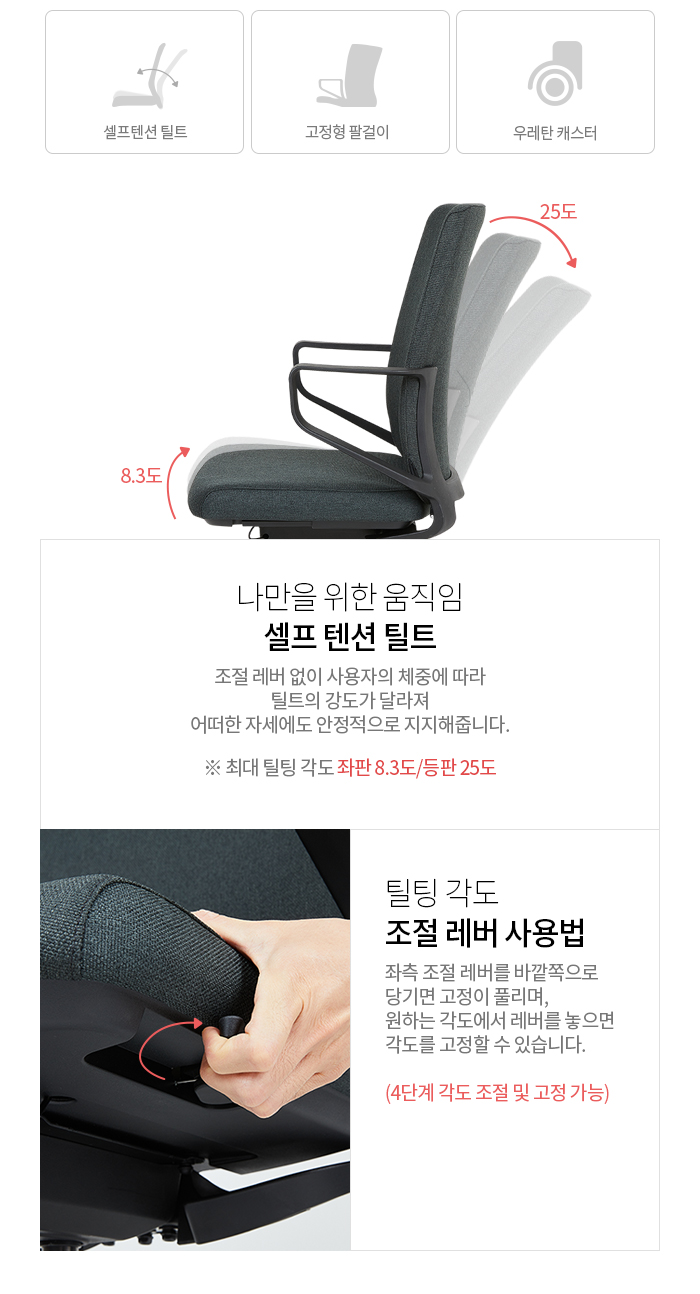 셀프텐션 틸트
고정형 팔걸이
우레탄 캐스터
25도
8.3도
나만을 위한 움직임
셀프 텐션 틸트
조절 레버 없이 사용자의 체중에 따라
틸트의 강도가 달라져
어떠한 자세에도 안정적으로 지지해줍니다.
※ 최대 틸팅 각도 좌판 8.3도/등판 25도
틸팅 각도
조절 레버 사용법
좌측 조절 레버를 바깥쪽으로
당기면 고정이 풀리며,
원하는 각도에서 레버를 놓으면
각도를 고정할 수 있습니다.
(4단계 각도 조절 및 고정 가능)